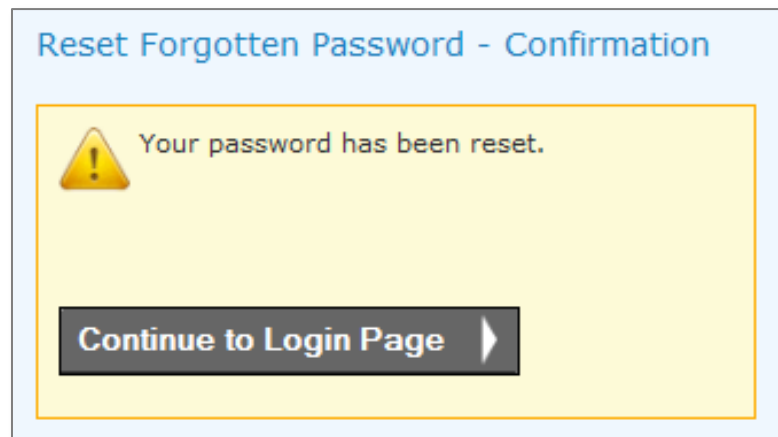 Reset Forgotten Password - Confirmation
Your password has been reset.
Continue to Login Page